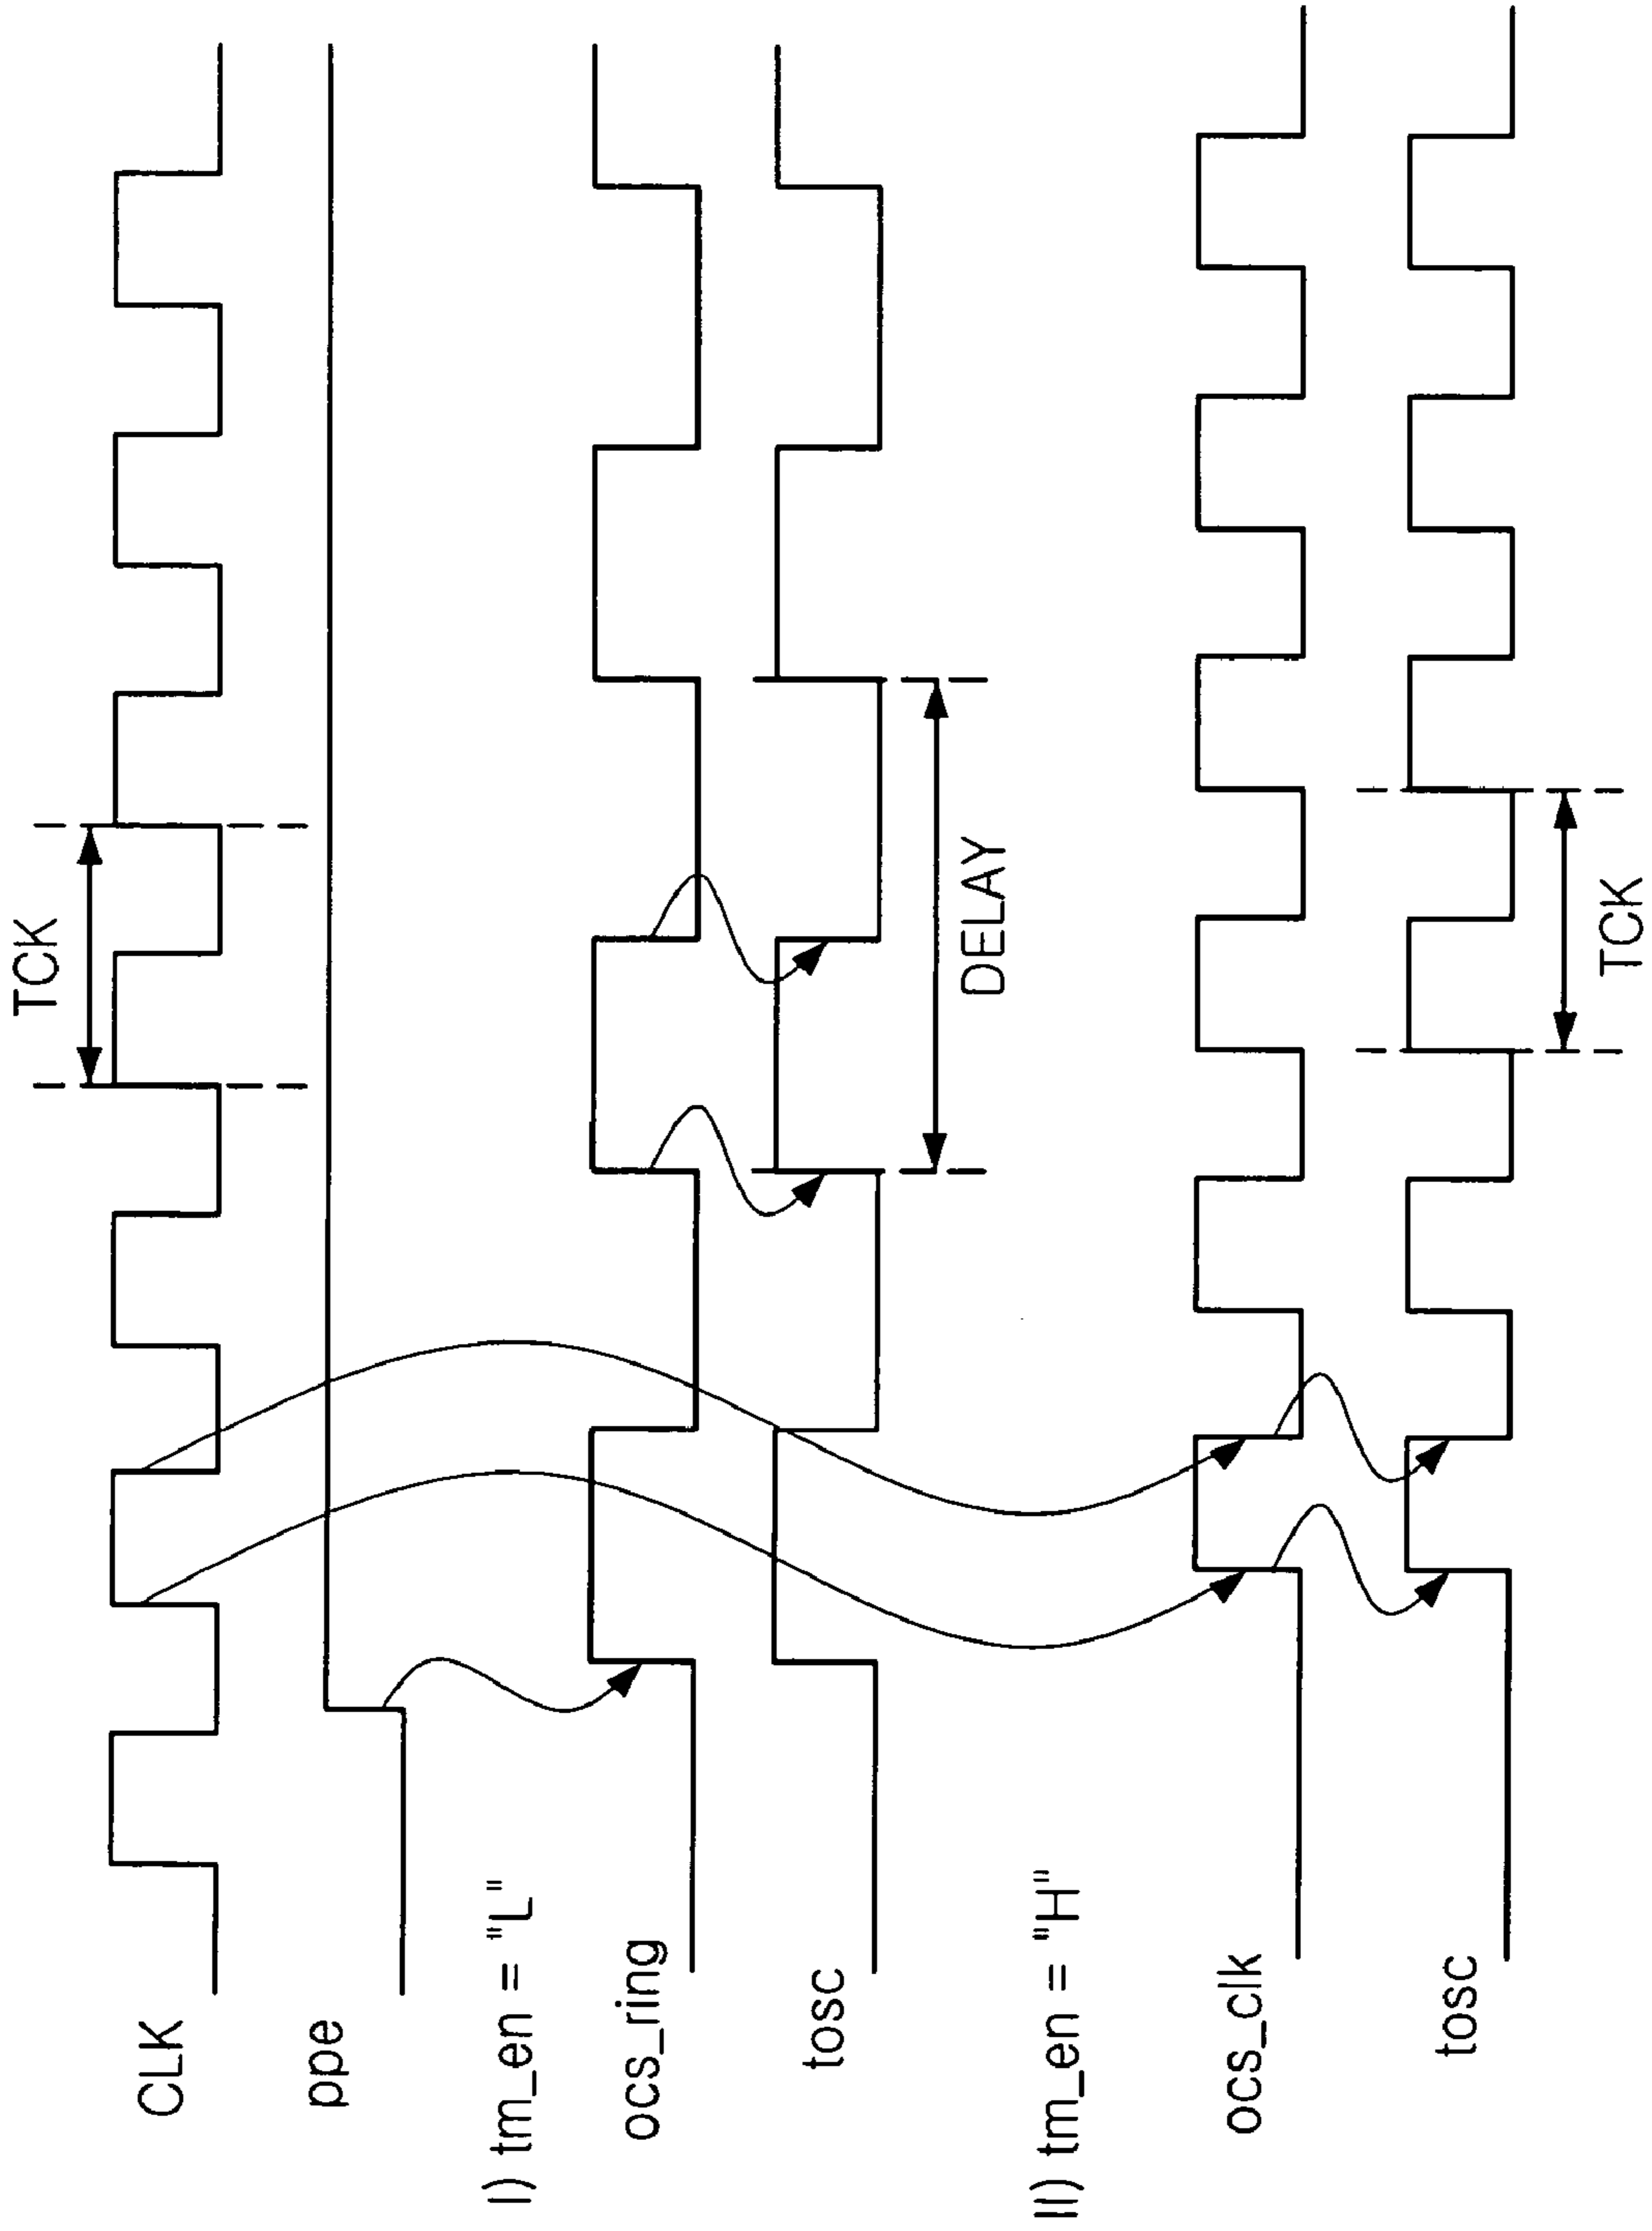 TCK
CLK
ppe
I) tm_en = "L"
ocs_ring
tosc
DELAY
II) tm_en = "H"
ocs_clk
tosc
TCK